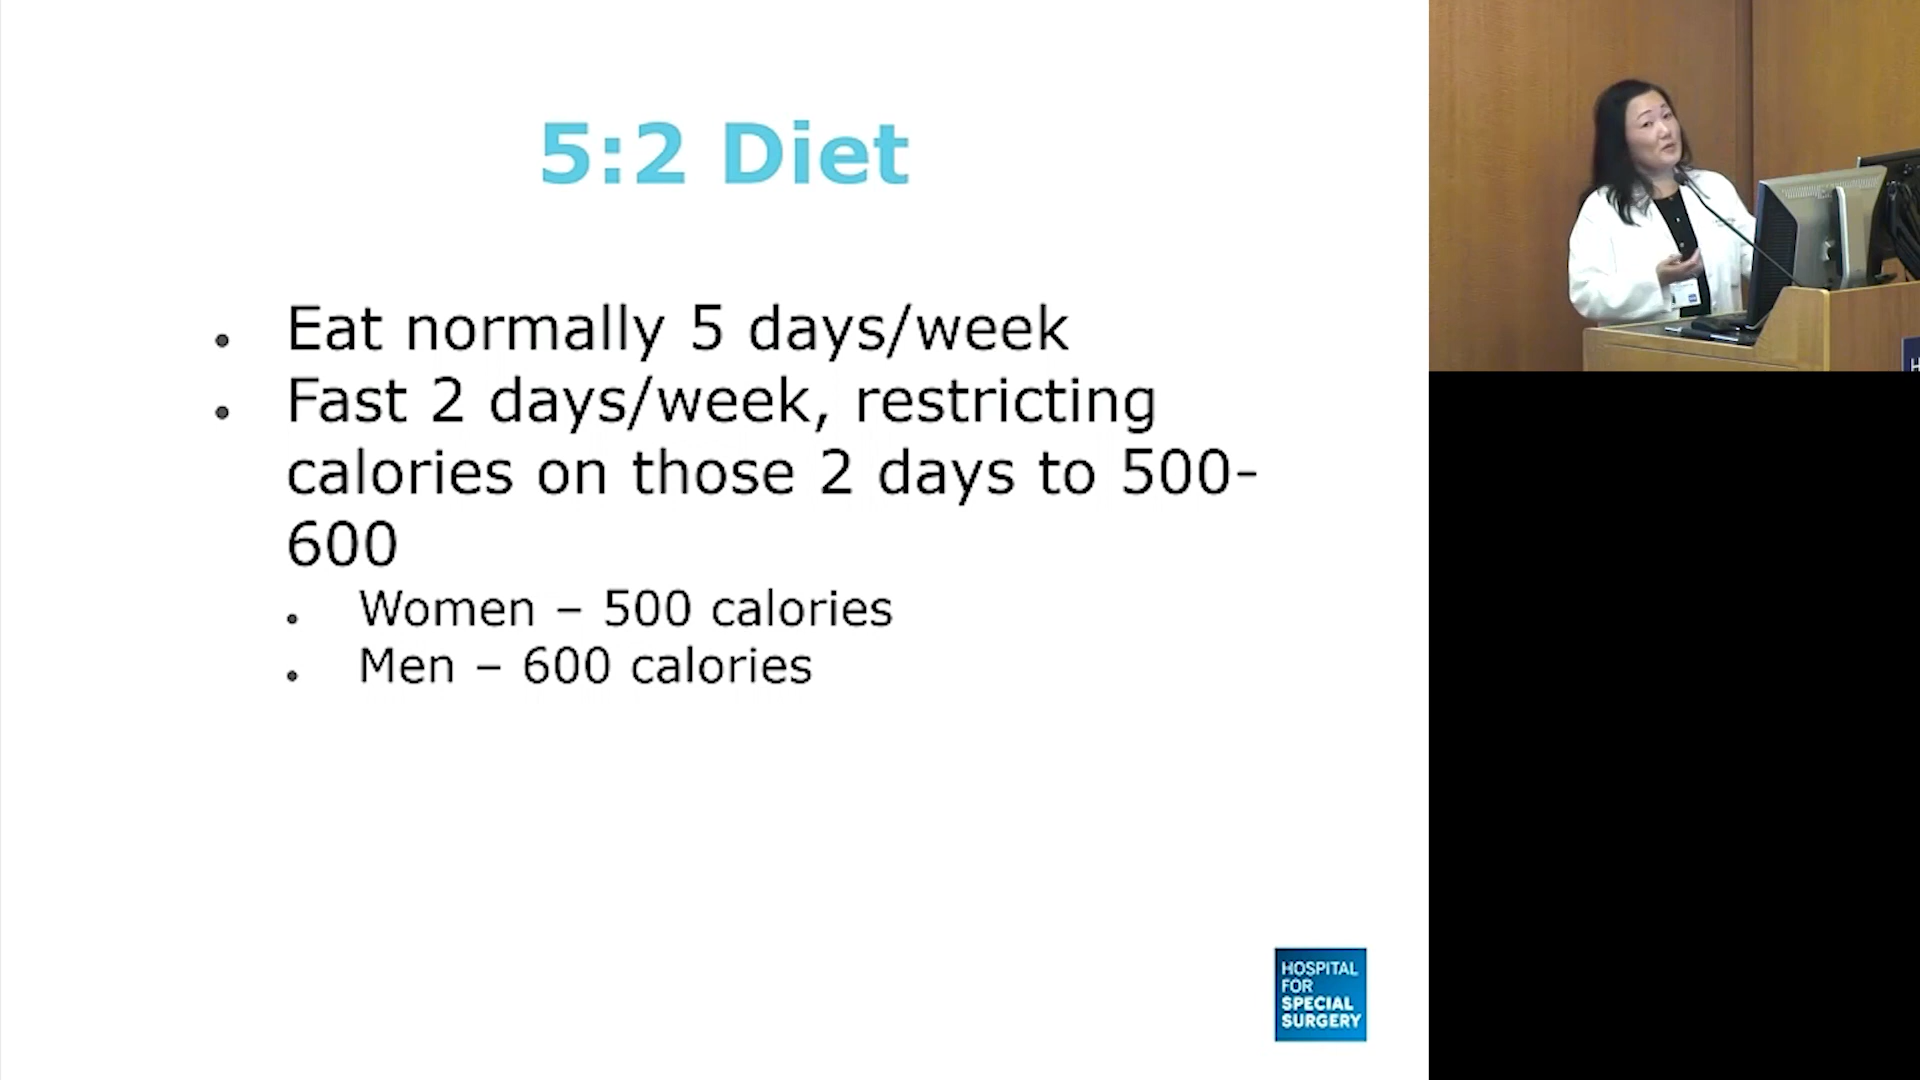 5:2 Diet
Eat normally 5 days/week
Fast 2 days/week, restricting
calories on those 2 days to 500-
600
Women – 500 calories
Men – 600 calories
HOSPITAL
FOR
SPECIAL
SURGERY